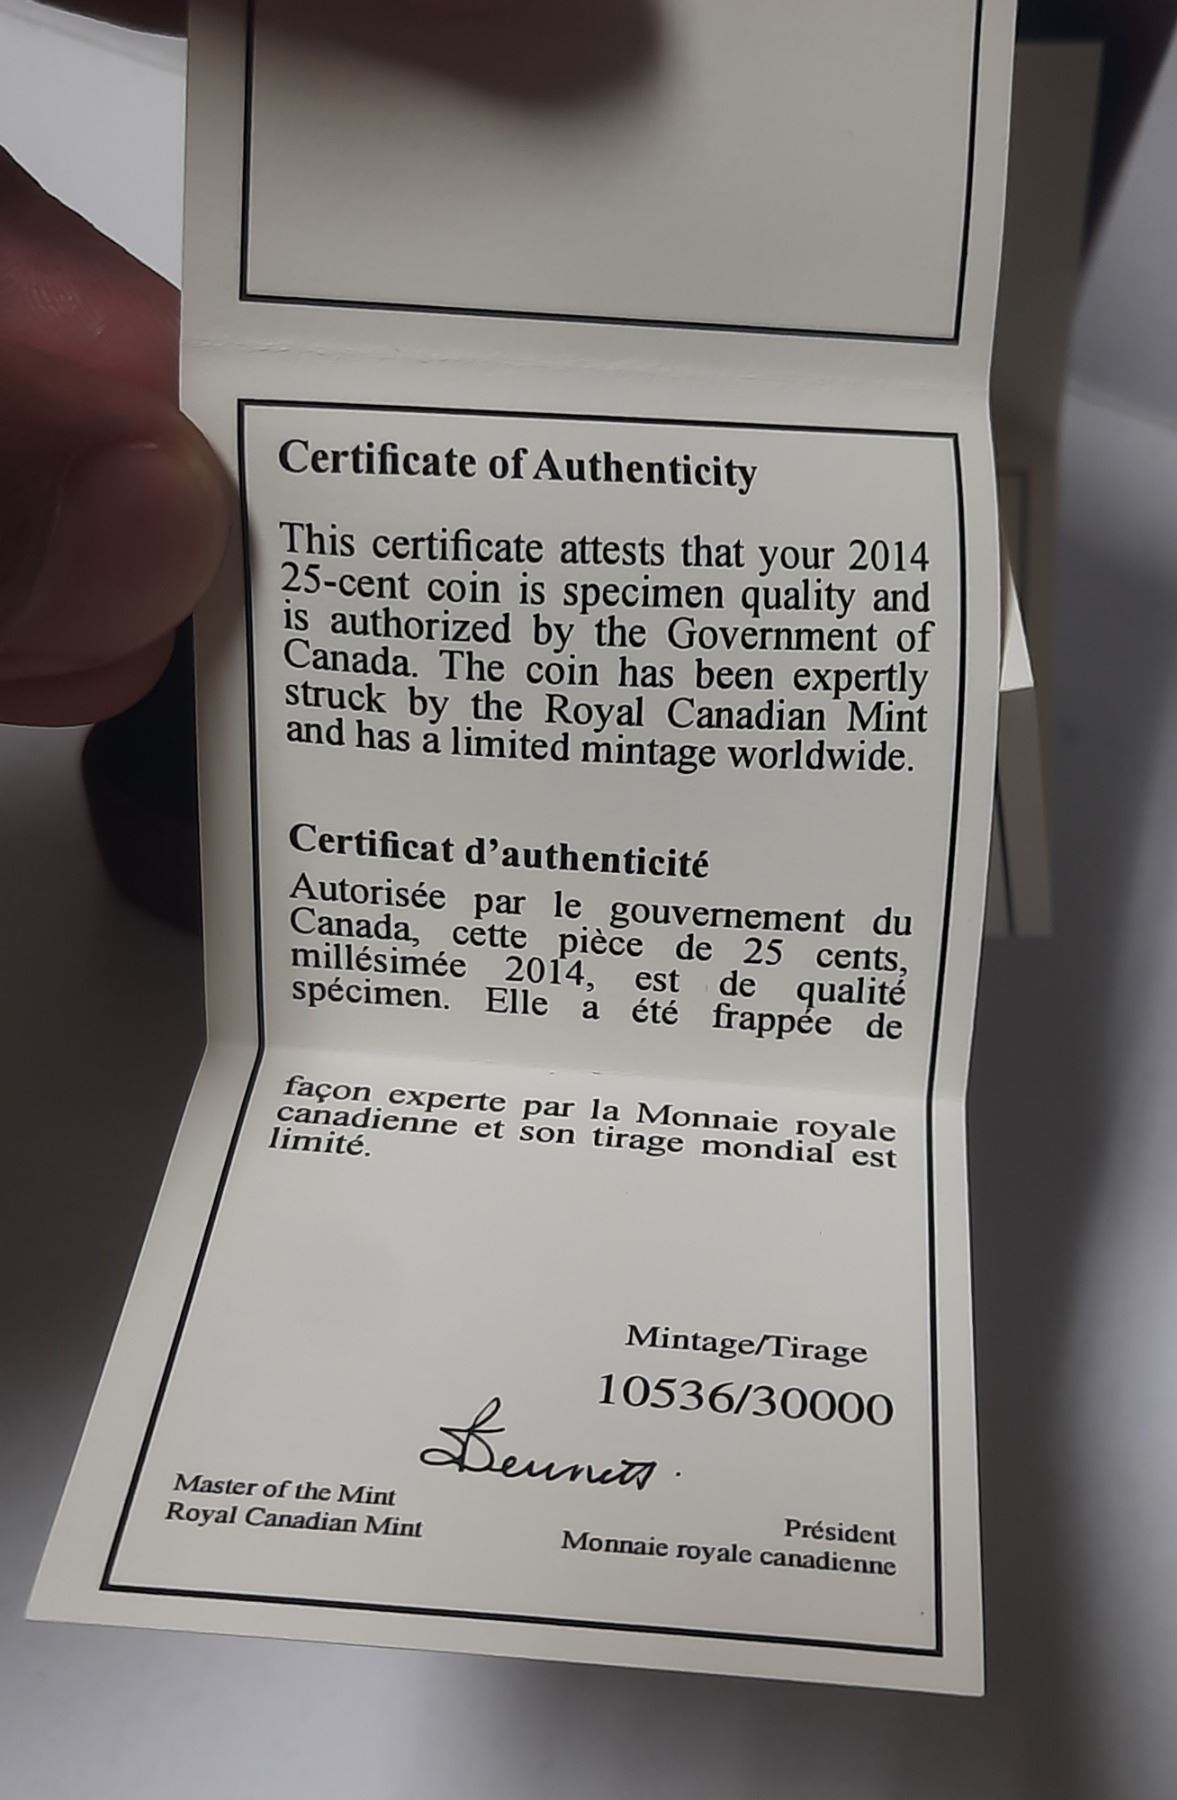 Certificate of Authenticity
This certificate attests that your 2014
25-cent coin is specimen quality and
is authorized by the Government of
Canada. The coin has been expertly
struck by the Royal Canadian Mint
and has a limited mintage worldwide.
Certificat d’authenticité
Autorisée par le gouvernement du
Canada, cette pièce de 25 cents,
millésimée 2014, est de qualité
spécimen. Elle a été frappée de
façon experte par la Monnaie royale
canadienne et son tirage mondial est
limité.
Mintage/Tirage
10536/30000
Bennett
Master of the Mint
Royal Canadian Mint
Président
Monnaie royale canadienne